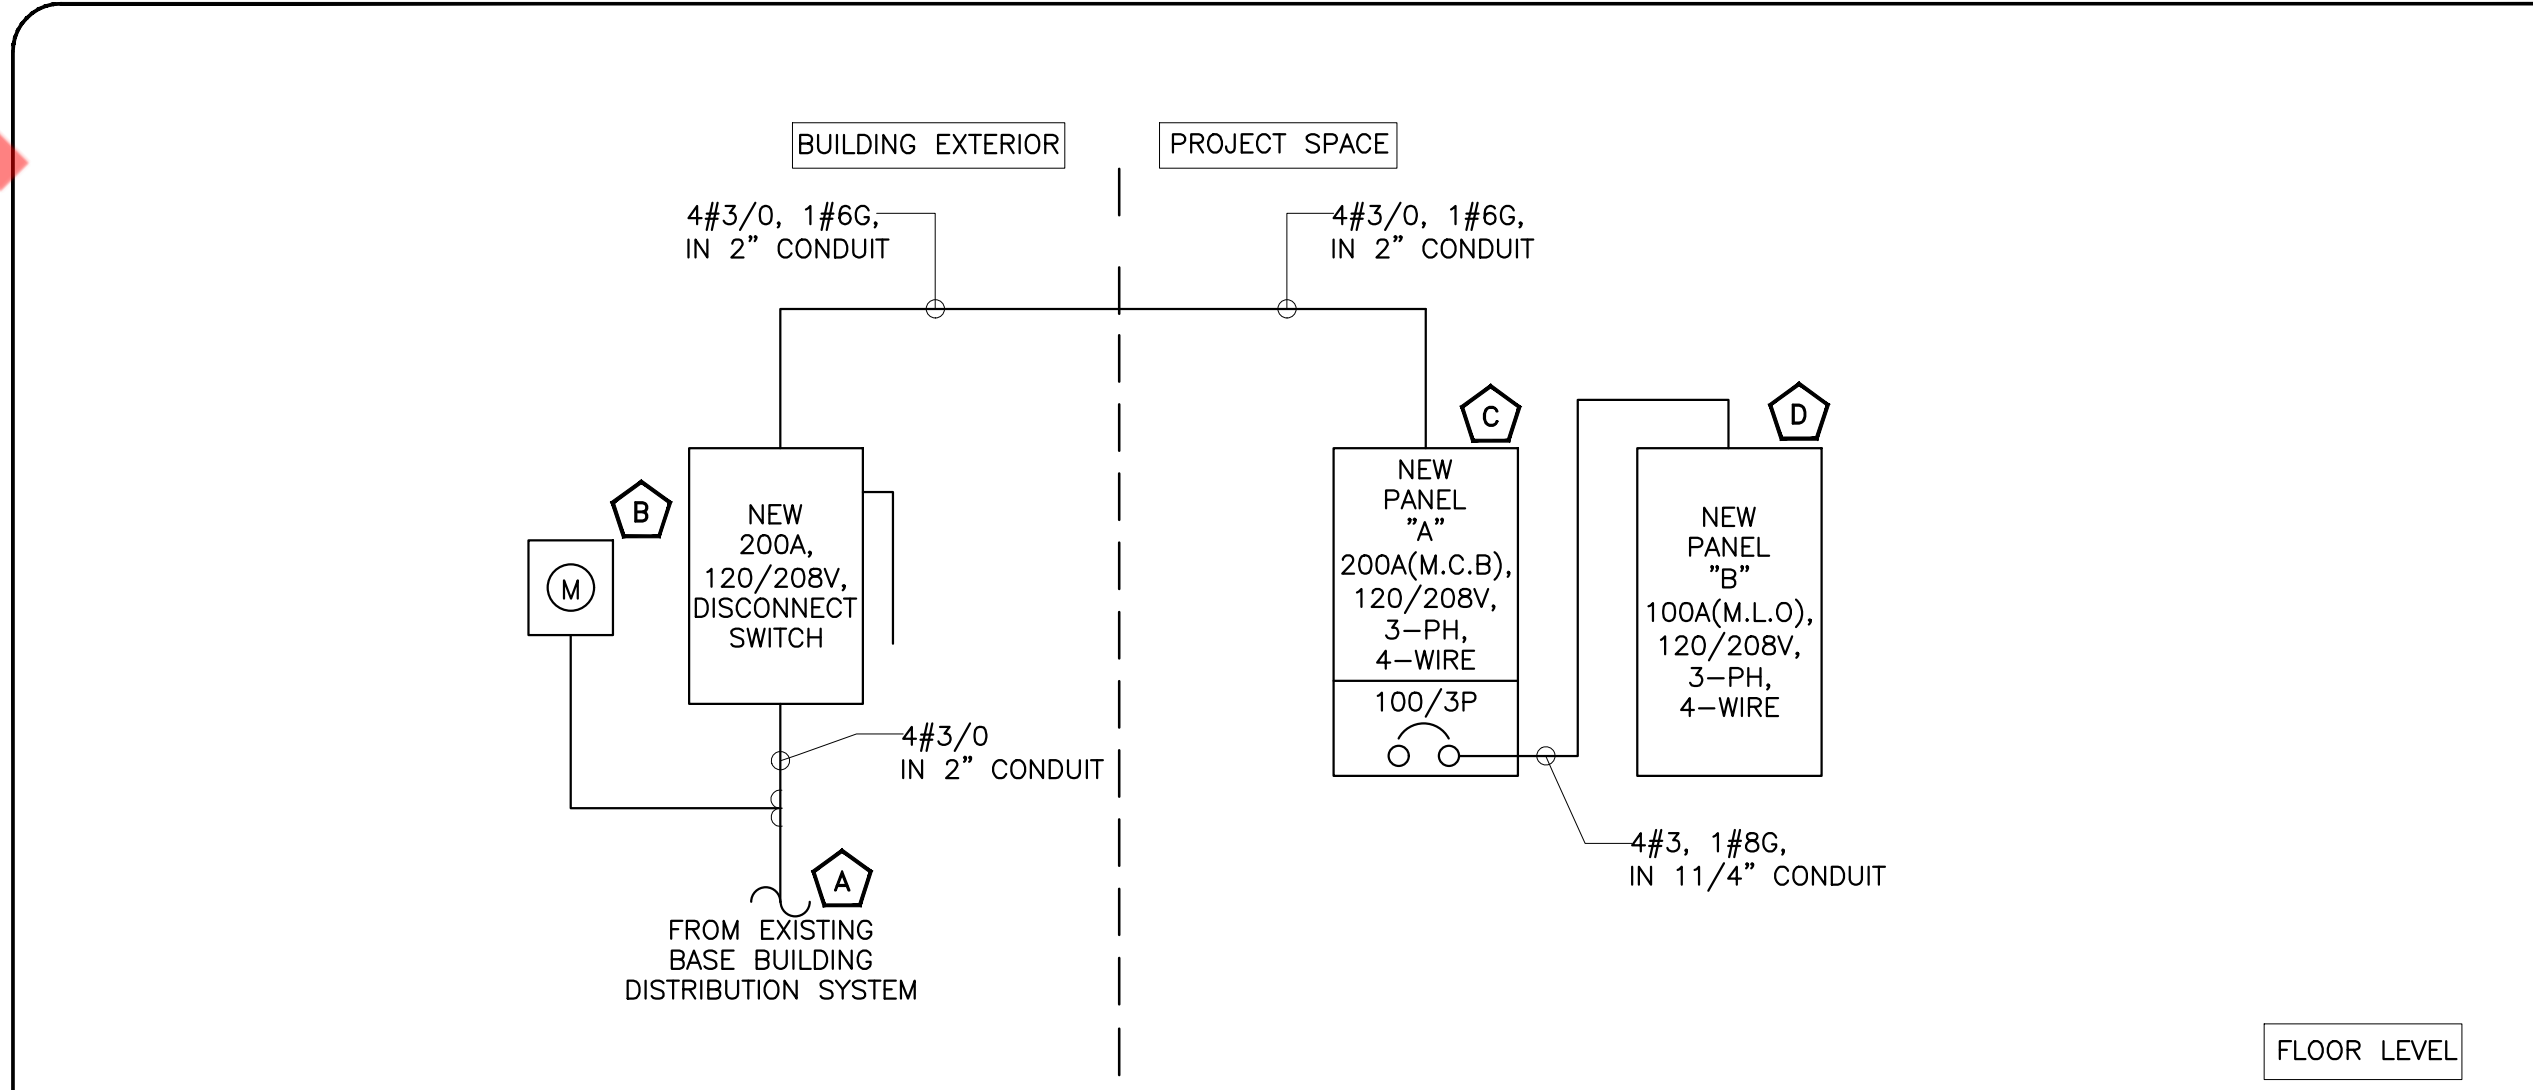 BUILDING EXTERIOR
PROJECT SPACE
4#3/0, 1#6G,
IN 2” CONDUIT
4#3/0, 1#6G,
IN 2” CONDUIT
B
M
NEW
200A,
120/208V,
DISCONNECT
SWITCH
C
NEW
PANEL
"A"
200A(M.C.B),
120/208V,
3-PH,
4-WIRE
100/3P
D
NEW
PANEL
"B"
100A(M.L.O),
120/208V,
3-PH,
4-WIRE
4#3/0
IN 2” CONDUIT
4#3, 1#8G,
IN 11/4” CONDUIT
A
FROM EXISTING
BASE BUILDING
DISTRIBUTION SYSTEM
FLOOR LEVEL